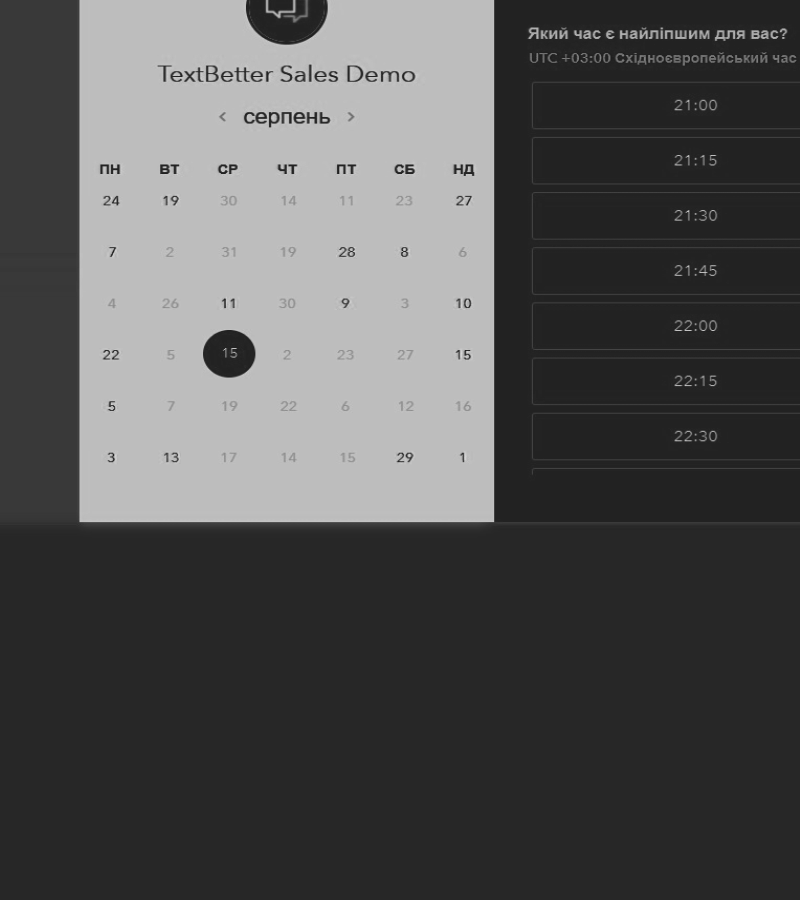 TextBetter Sales Demo
‹ серпень ›
ПН ВТ СР ЧТ ПТ СБ НД
24 19 30 14 11 23 27
7 2 31 19 28 8 6
4 26 11 30 9 3 10
22 5 15 2 23 27 15
5 7 19 22 6 12 16
3 13 17 14 15 29 1
Який час є найліпшим для вас?
UTC +03:00 Східноєвропейський час
21:00
21:15
21:30
21:45
22:00
22:15
22:30